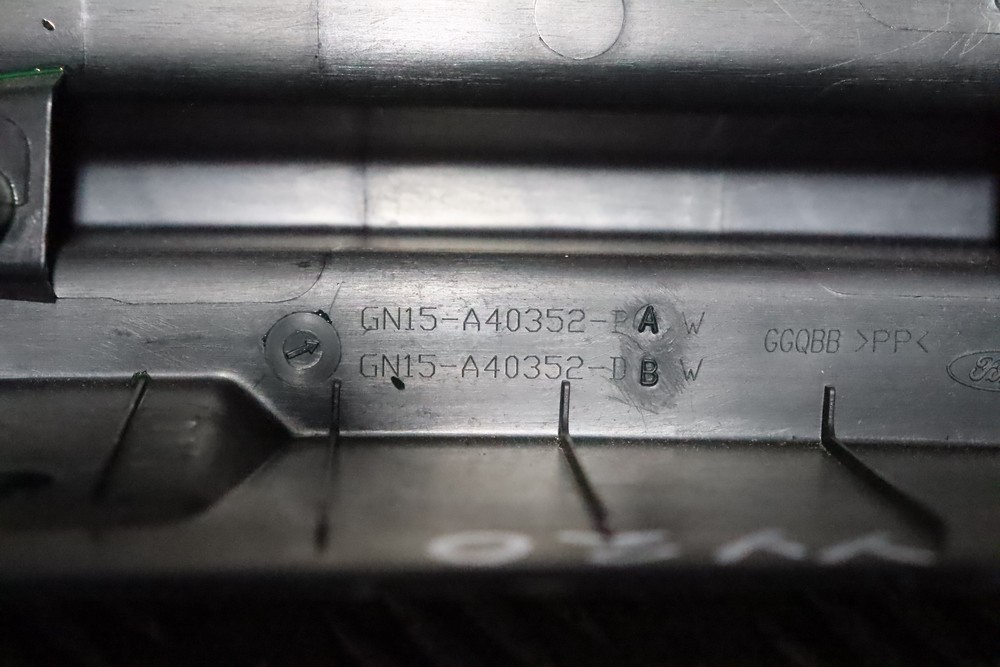 GN15-A40352-B A W
GN15-A40352-D B W
GGQBB >PP<